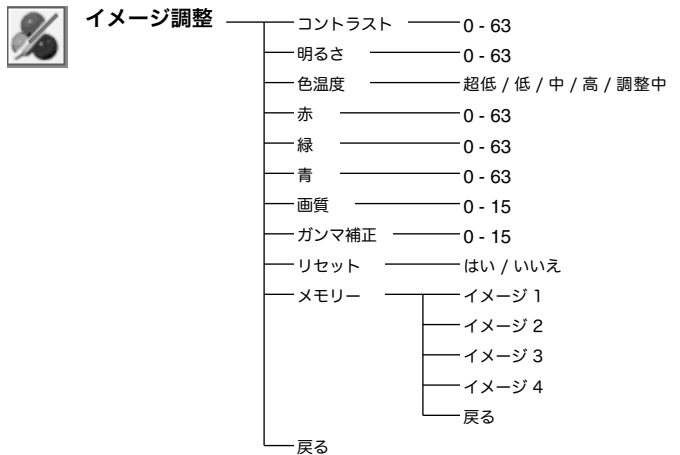 イメージ調整
コントラスト 0 - 63
明るさ 0 - 63
色温度 超低 / 低 / 中 / 高 / 調整中
赤 0 - 63
緑 0 - 63
青 0 - 63
画質 0 - 15
ガンマ補正 0 - 15
リセット はい / いいえ
メモリー イメージ 1
イメージ 2
イメージ 3
イメージ 4
戻る
戻る